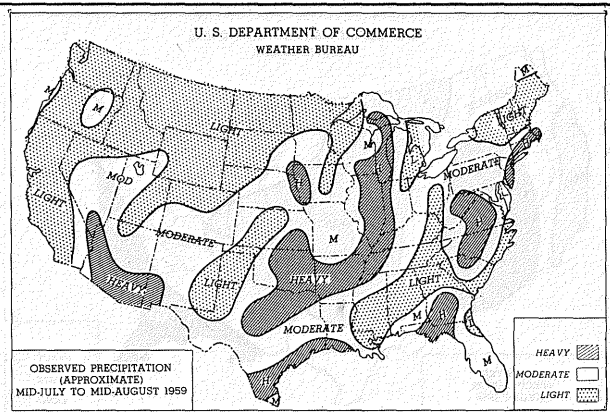 U. S. DEPARTMENT OF COMMERCE
WEATHER BUREAU
M
M
M
LIGHT
LIGHT
M
MODERATE
MOD
H
LIGHT
MODERATE
M
H
HEAVY
LIGHT
HEAVY
LIGHT
MODERATE
M
H
H
M
OBSERVED PRECIPITATION
(APPROXIMATE)
MID-JULY TO MID-AUGUST 1959
HEAVY
MODERATE
LIGHT